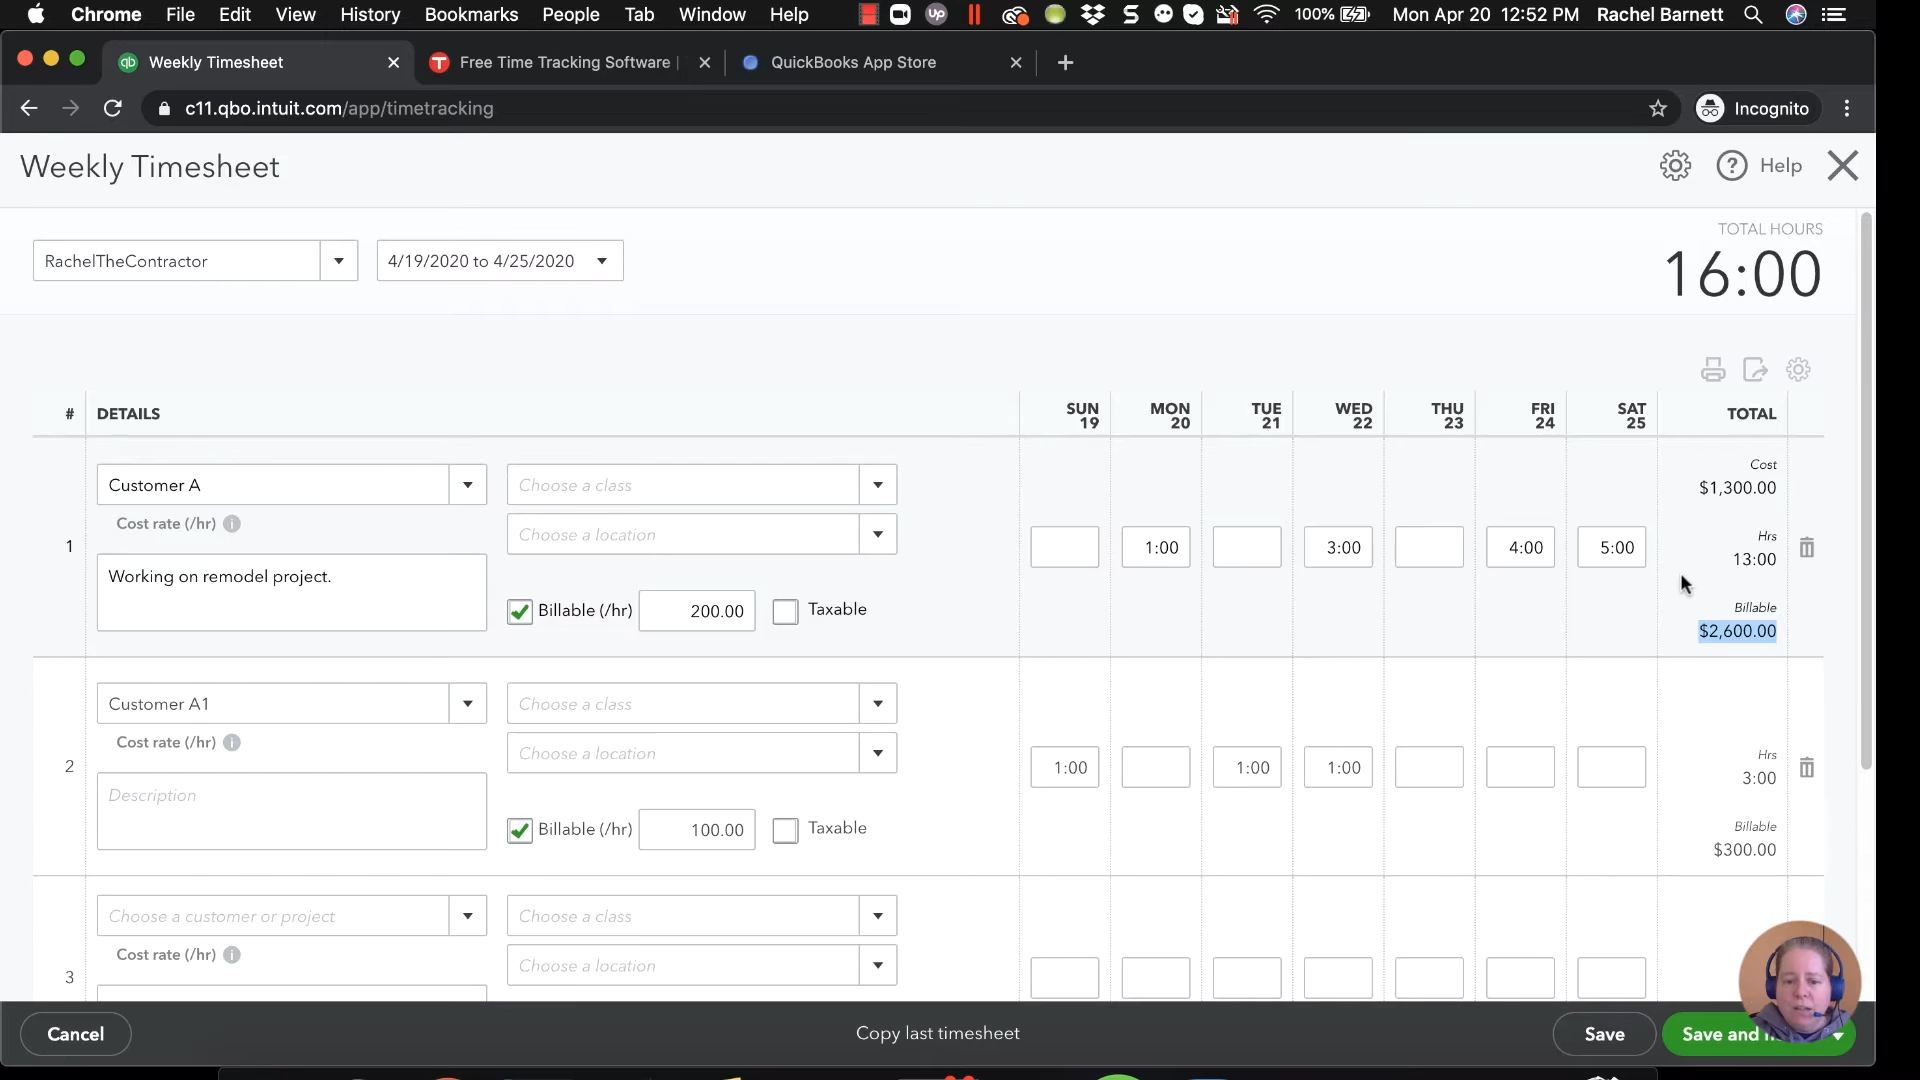 Chrome File Edit View History Bookmarks People Tab Window Help Up 100% Mon Apr 20 12:52 PM Rachel Barnett
qb Weekly Timesheet Free Time Tracking Software | QuickBooks App Store
c11.qbo.intuit.com/app/timetracking Incognito
Weekly Timesheet Help
TOTAL HOURS
RachelTheContractor 4/19/2020 to 4/25/2020 16:00
# DETAILS SUN 19 MON 20 TUE 21 WED 22 THU 23 FRI 24 SAT 25 TOTAL
Cost
Customer A Choose a class $1,300.00
Cost rate (/hr) Choose a location
Hrs
1 1:00 3:00 4:00 5:00 13:00
Working on remodel project.
Billable (/hr) 200.00 Taxable Billable
$2,600.00
Customer A1 Choose a class
Cost rate (/hr) Choose a location
Hrs
2 1:00 1:00 1:00 3:00
Description
Billable (/hr) 100.00 Taxable Billable
$300.00
Choose a customer or project Choose a class
Cost rate (/hr) Choose a location
3
Cancel Copy last timesheet Save Save and